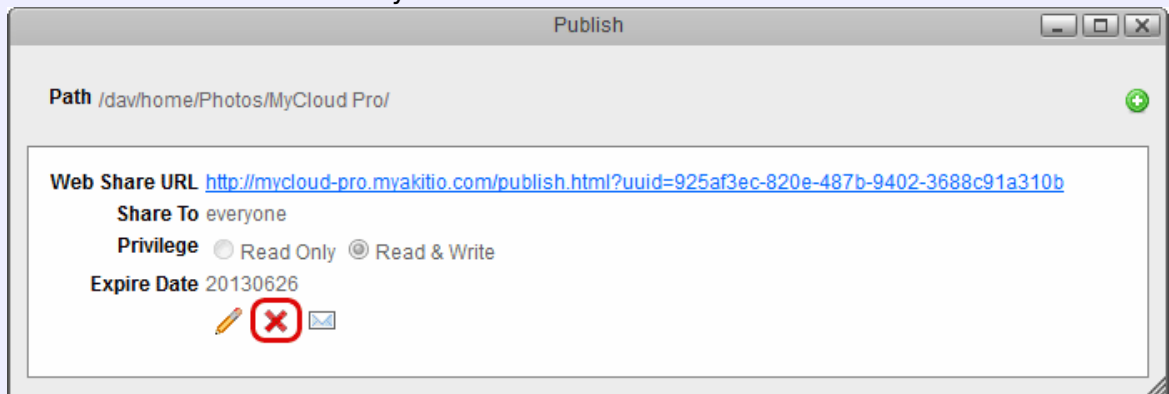 Publish
Path /dav/home/Photos/MyCloud Pro/
Web Share URL http://mycloud-pro.myakitio.com/publish.html?uuid=925af3ec-820e-487b-9402-3688c91a310b
Share To everyone
Privilege Read Only Read & Write
Expire Date 20130626